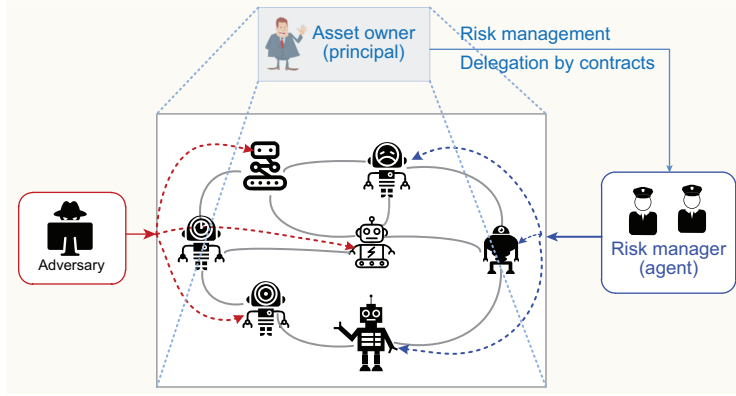 Asset owner
(principal)
Risk management
Delegation by contracts
Adversary
Risk manager
(agent)